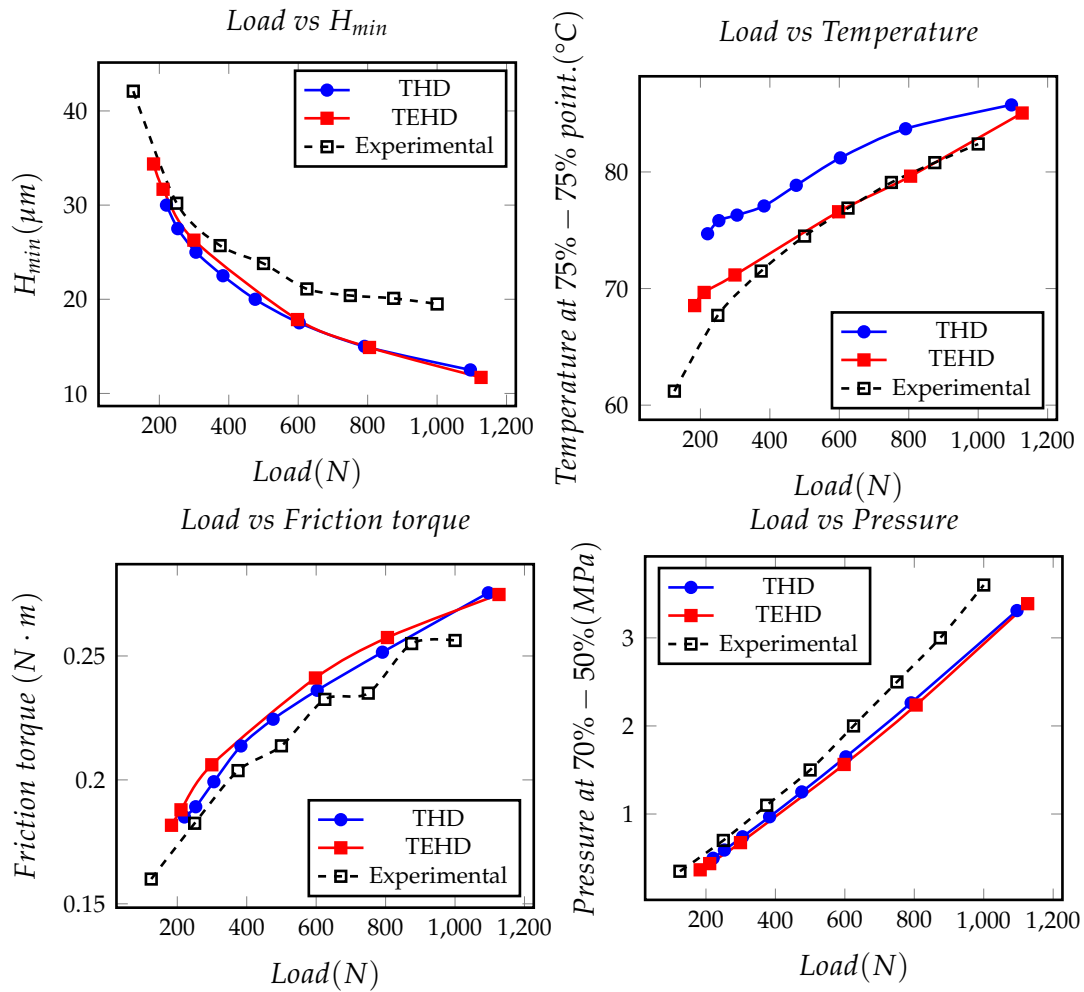 Load vs H_min
H_min(μm)
40
30
20
10
THD
TEHD
Experimental
200 400 600 800 1,000 1,200
Load(N)
Load vs Temperature
Temperature at 75% − 75% point.(°C)
80
70
60
THD
TEHD
Experimental
200 400 600 800 1,000 1,200
Load(N)
Load vs Friction torque
Friction torque (N · m)
0.25
0.2
0.15
THD
TEHD
Experimental
200 400 600 800 1,000 1,200
Load(N)
Load vs Pressure
Pressure at 70% − 50%(MPa)
3
2
1
THD
TEHD
Experimental
200 400 600 800 1,000 1,200
Load(N)